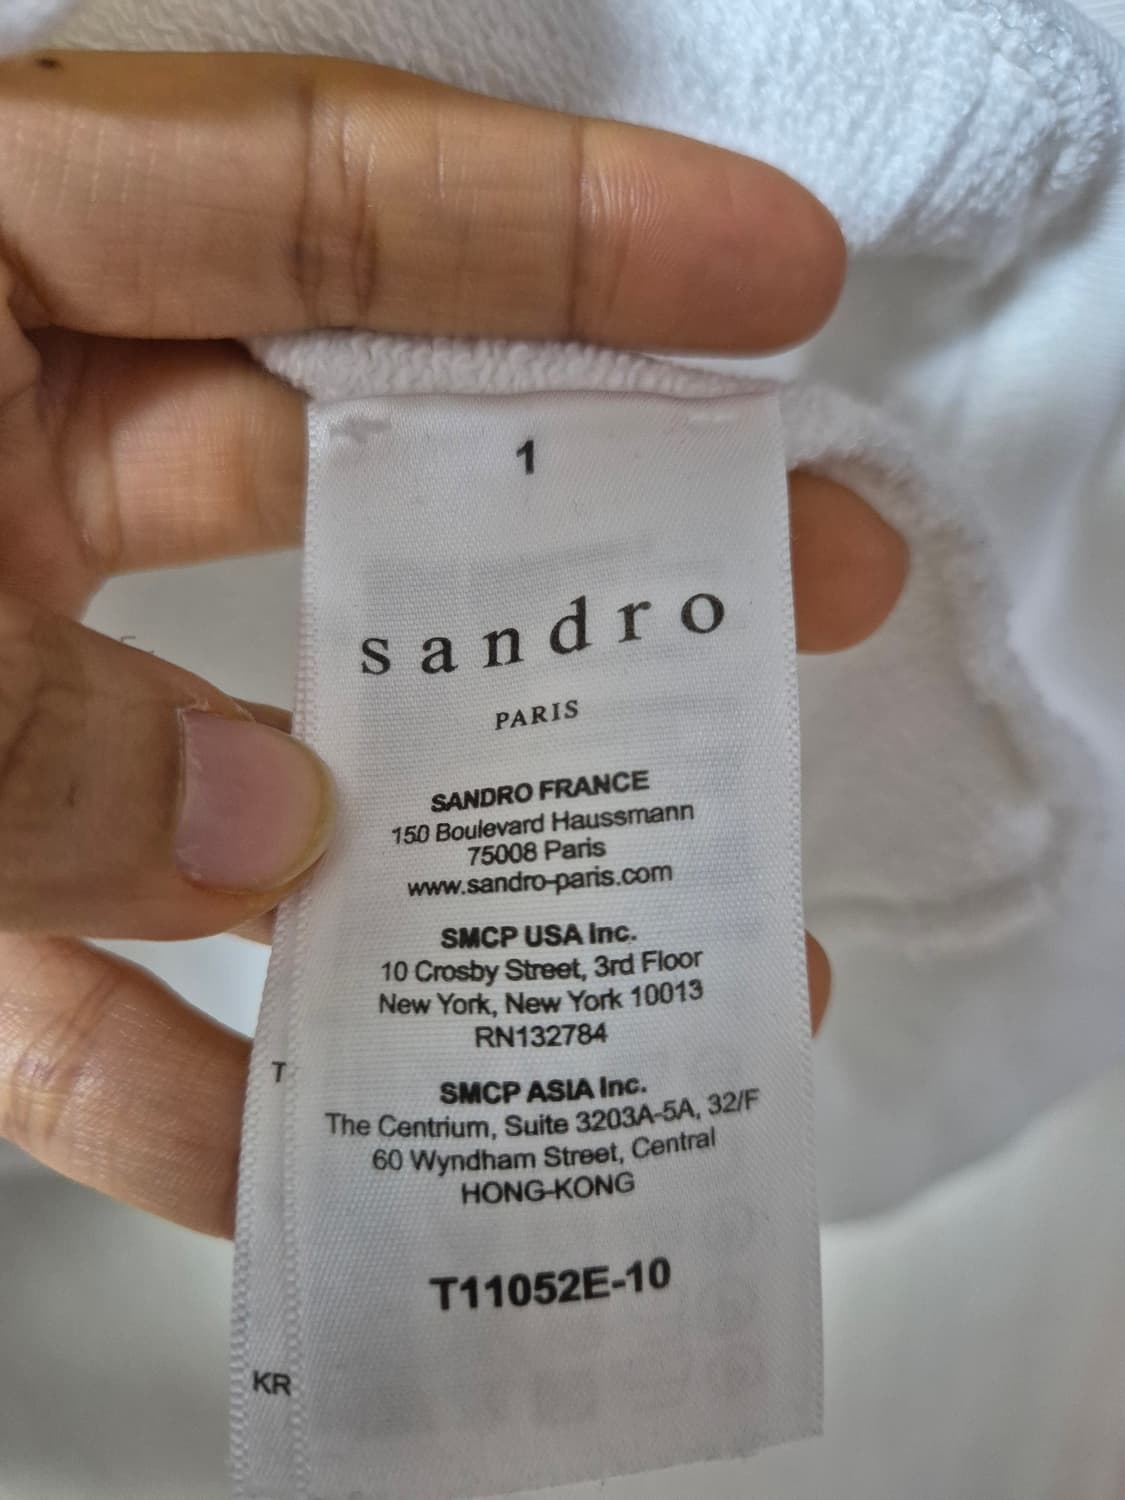 1
sandro
PARIS
SANDRO FRANCE
150 Boulevard Haussmann
75008 Paris
www.sandro-paris.com
SMCP USA Inc.
10 Crosby Street, 3rd Floor
New York, New York 10013
RN132784
SMCP ASIA Inc.
The Centrium, Suite 3203A-5A, 32/F
60 Wyndham Street, Central
HONG-KONG
T11052E-10
T
KR